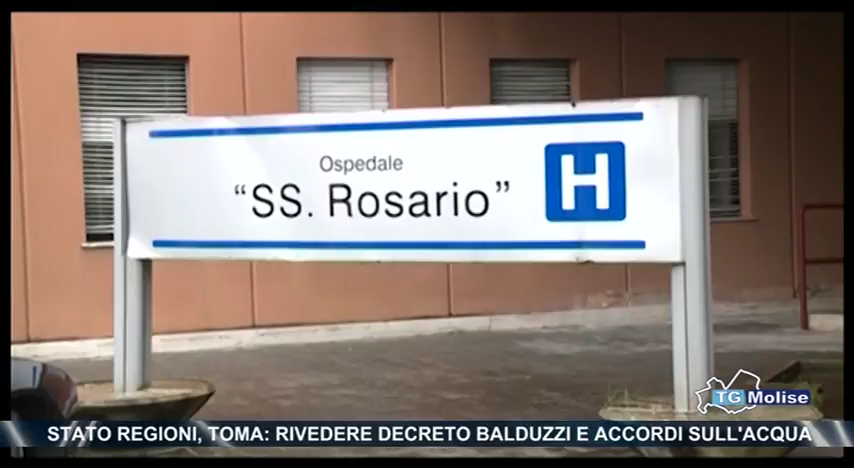 Ospedale
“SS. Rosario”
H
TG Molise
STATO REGIONI, TOMA: RIVEDERE DECRETO BALDUZZI E ACCORDI SULL'ACQUA